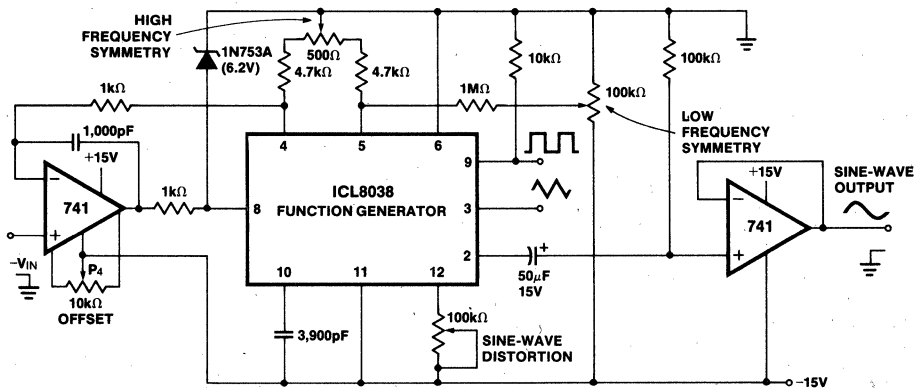 HIGH
FREQUENCY
SYMMETRY
1N753A
(6.2V)
500Ω
4.7kΩ
4.7kΩ
10kΩ
100kΩ
1kΩ
1MΩ
100kΩ
LOW
FREQUENCY
SYMMETRY
1,000pF
+15V
−
741
+
−VIN
P4
10kΩ
OFFSET
1kΩ
4
5
6
8
9
3
2
10
11
12
ICL8038
FUNCTION GENERATOR
+
50μF
15V
3,900pF
100kΩ
SINE-WAVE
DISTORTION
+15V
−
741
+
SINE-WAVE
OUTPUT
−15V